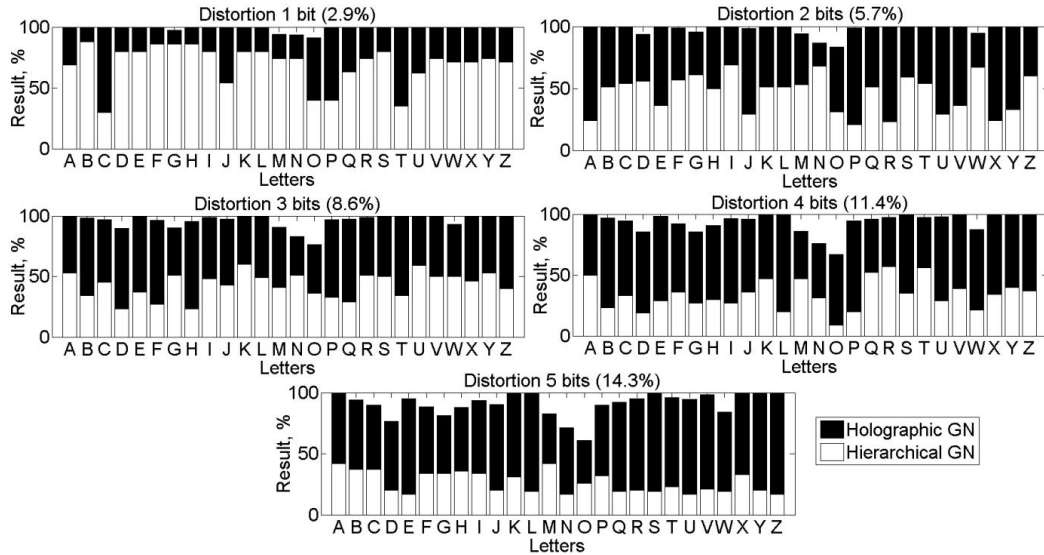 Distortion 1 bit (2.9%)
100
50
0
Result, %
A B C D E F G H I J K L M N O P Q R S T U V W X Y Z
Letters
Distortion 2 bits (5.7%)
100
50
0
Result, %
A B C D E F G H I J K L M N O P Q R S T U V W X Y Z
Letters
Distortion 3 bits (8.6%)
100
50
0
Result, %
A B C D E F G H I J K L M N O P Q R S T U V W X Y Z
Letters
Distortion 4 bits (11.4%)
100
50
0
Result, %
A B C D E F G H I J K L M N O P Q R S T U V W X Y Z
Letters
Distortion 5 bits (14.3%)
100
50
0
Result, %
A B C D E F G H I J K L M N O P Q R S T U V W X Y Z
Letters
Holographic GN
Hierarchical GN